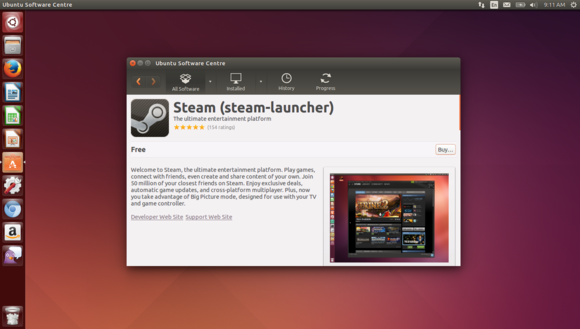 Ubuntu Software Centre
En
9:11 AM
Ubuntu Software Centre
All Software
Installed
History
Progress
Steam (steam-launcher)
The ultimate entertainment platform
(194 ratings)
Free
Buy...
Welcome to Steam, the ultimate entertainment platform. Play games,
connect with friends, even create and share content of your own. Join
50 million of your closest friends on Steam. Enjoy exclusive deals,
automatic game updates, and cross-platform multiplayer. Plus, now
you take advantage of Big Picture mode, designed for use with your TV
and game controller.
Developer Web Site Support Web Site